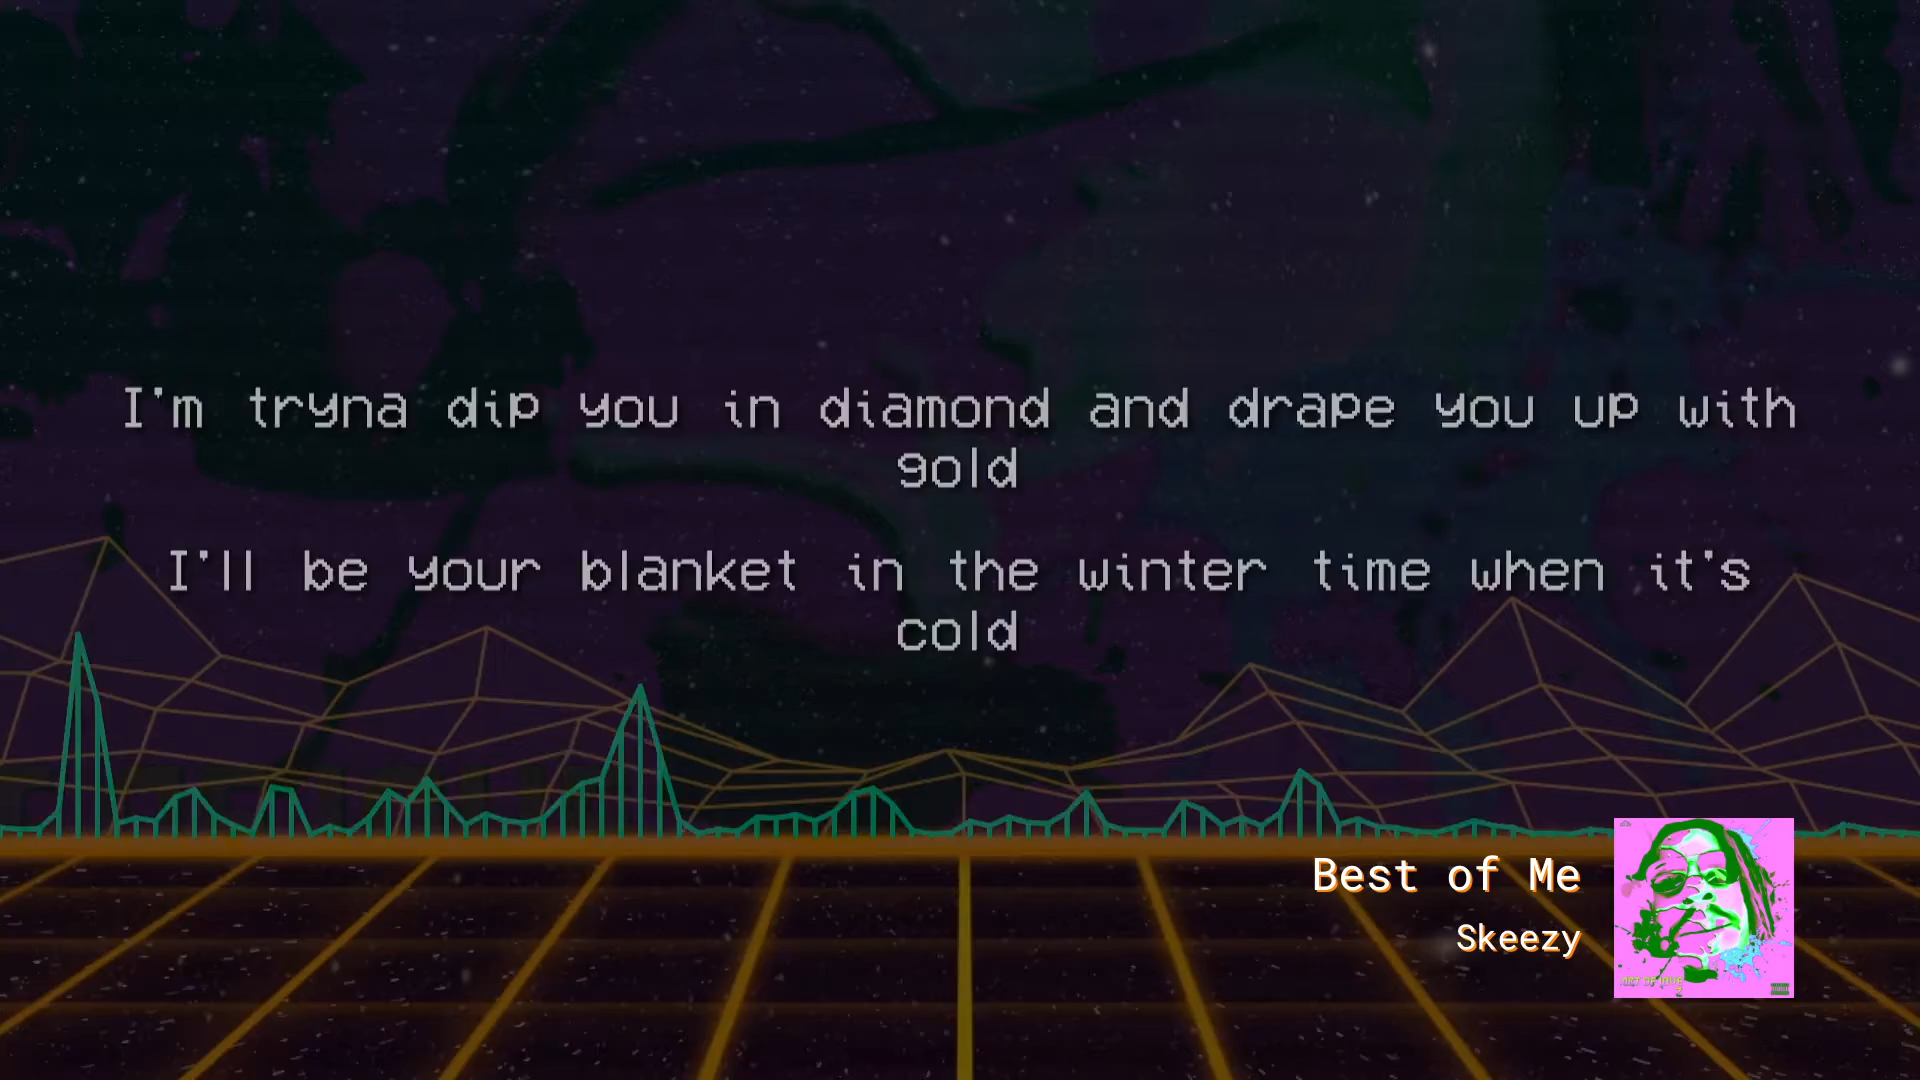 I'm tryna dip you in diamond and drape you up with
gold
I'll be your blanket in the winter time when it's
cold
Best of Me
Skeezy